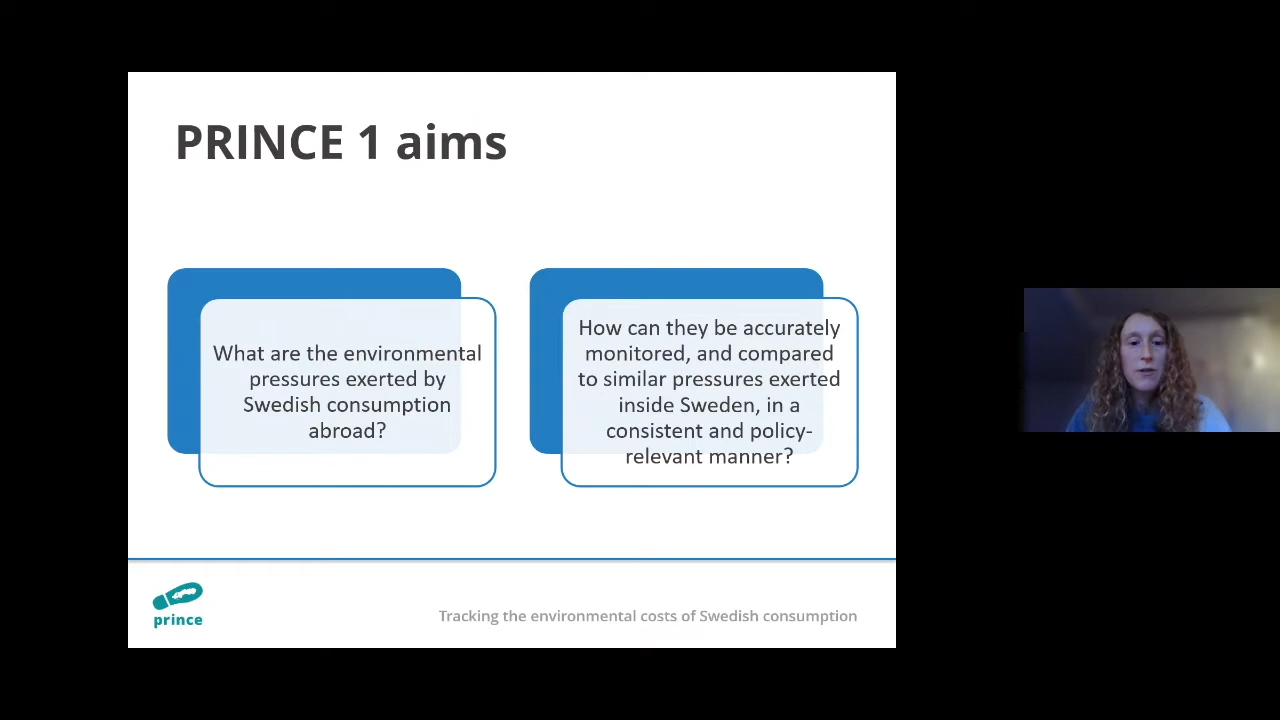 PRINCE 1 aims
What are the environmental
pressures exerted by
Swedish consumption
abroad?
How can they be accurately
monitored, and compared
to similar pressures exerted
inside Sweden, in a
consistent and policy-
relevant manner?
prince
Tracking the environmental costs of Swedish consumption